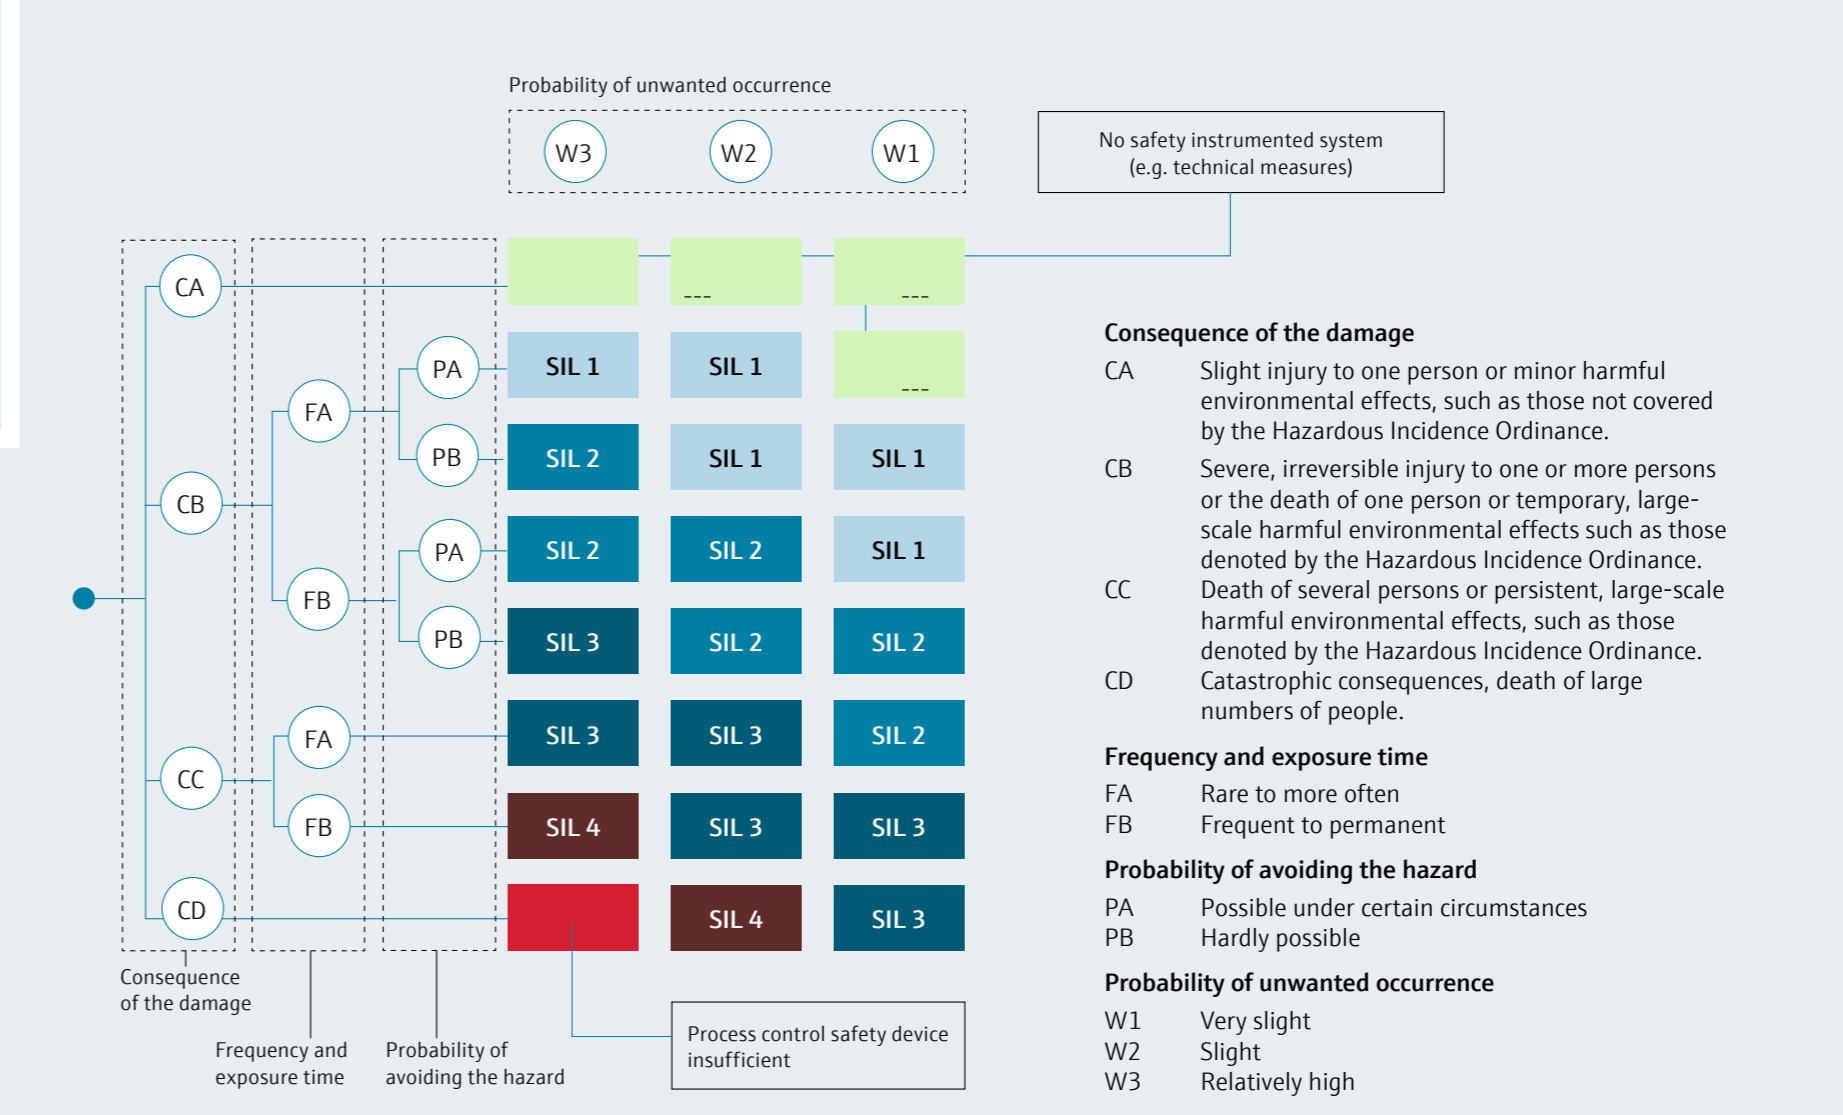 Probability of unwanted occurrence
W3 W2 W1
No safety instrumented system
(e.g. technical measures)
CA
--- ---
PA SIL 1 SIL 1 ---
FA
PB SIL 2 SIL 1 SIL 1
CB
PA SIL 2 SIL 2 SIL 1
FB
PB SIL 3 SIL 2 SIL 2
FA SIL 3 SIL 3 SIL 2
CC
FB SIL 4 SIL 3 SIL 3
CD SIL 4 SIL 3
Consequence
of the damage
Frequency and
exposure time
Probability of
avoiding the hazard
Process control safety device
insufficient
Consequence of the damage
CA Slight injury to one person or minor harmful
environmental effects, such as those not covered
by the Hazardous Incidence Ordinance.
CB Severe, irreversible injury to one or more persons
or the death of one person or temporary, large-
scale harmful environmental effects such as those
denoted by the Hazardous Incidence Ordinance.
CC Death of several persons or persistent, large-scale
harmful environmental effects, such as those
denoted by the Hazardous Incidence Ordinance.
CD Catastrophic consequences, death of large
numbers of people.
Frequency and exposure time
FA Rare to more often
FB Frequent to permanent
Probability of avoiding the hazard
PA Possible under certain circumstances
PB Hardly possible
Probability of unwanted occurrence
W1 Very slight
W2 Slight
W3 Relatively high